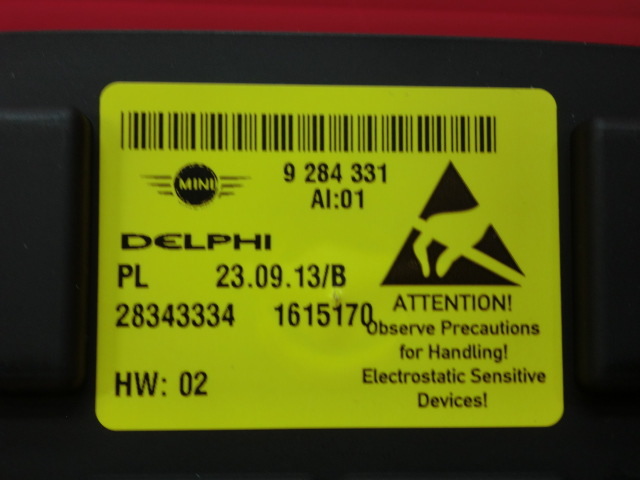 9 284 331
MINI
AI:01
DELPHI
PL 23.09.13/B
28343334 1615170
HW: 02
ATTENTION!
Observe Precautions
for Handling!
Electrostatic Sensitive
Devices!